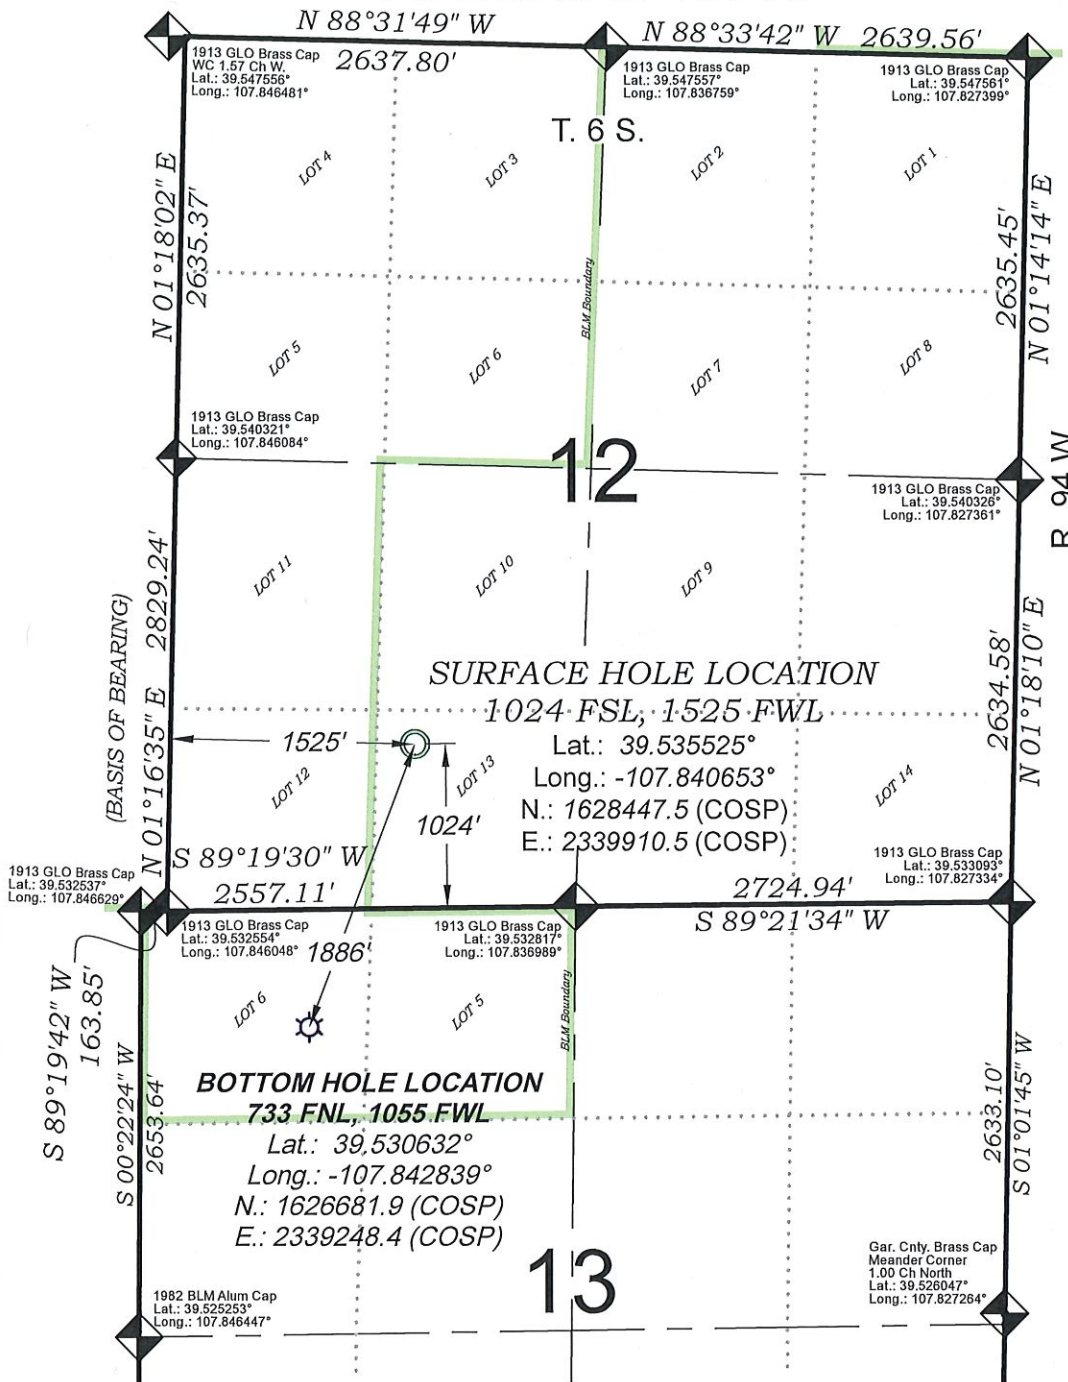 N 88°31'49" W
2637.80'
N 88°33'42" W 2639.56'
1913 GLO Brass Cap
WC 1.57 Ch W.
Lat.: 39.547556°
Long.: 107.846481°
1913 GLO Brass Cap
Lat.: 39.547557°
Long.: 107.836759°
1913 GLO Brass Cap
Lat.: 39.547561°
Long.: 107.827399°
T. 6 S.
LOT 4
LOT 3
LOT 2
LOT 1
N 01°18'02" E
2635.37'
2635.45'
N 01°14'14" E
BLM Boundary
LOT 5
LOT 6
LOT 7
LOT 8
1913 GLO Brass Cap
Lat.: 39.540321°
Long.: 107.846084°
12
1913 GLO Brass Cap
Lat.: 39.540326°
Long.: 107.827361°
R. 94 W
LOT 11
LOT 10
LOT 9
(BASIS OF BEARING)
N 01°16'35" E 2829.24'
2634.58'
N 01°18'10" E
SURFACE HOLE LOCATION
1024 FSL, 1525 FWL
Lat.: 39.535525°
Long.: -107.840653°
N.: 1628447.5 (COSP)
E.: 2339910.5 (COSP)
1525'
LOT 12
LOT 13
LOT 14
1024'
S 89°19'30" W
2557.11'
1913 GLO Brass Cap
Lat.: 39.532537°
Long.: 107.846629°
1913 GLO Brass Cap
Lat.: 39.533093°
Long.: 107.827334°
2724.94'
S 89°21'34" W
1913 GLO Brass Cap
Lat.: 39.532554°
Long.: 107.846048°
1913 GLO Brass Cap
Lat.: 39.532817°
Long.: 107.836989°
1886'
S 89°19'42" W
163.85'
LOT 6
LOT 5
BLM Boundary
S 00°22'24" W
2653.64'
2633.10'
S 01°01'45" W
BOTTOM HOLE LOCATION
733 FNL, 1055 FWL
Lat.: 39.530632°
Long.: -107.842839°
N.: 1626681.9 (COSP)
E.: 2339248.4 (COSP)
13
Gar. Cnty. Brass Cap
Meander Corner
1.00 Ch North
Lat.: 39.526047°
Long.: 107.827264°
1982 BLM Alum Cap
Lat.: 39.525253°
Long.: 107.846447°